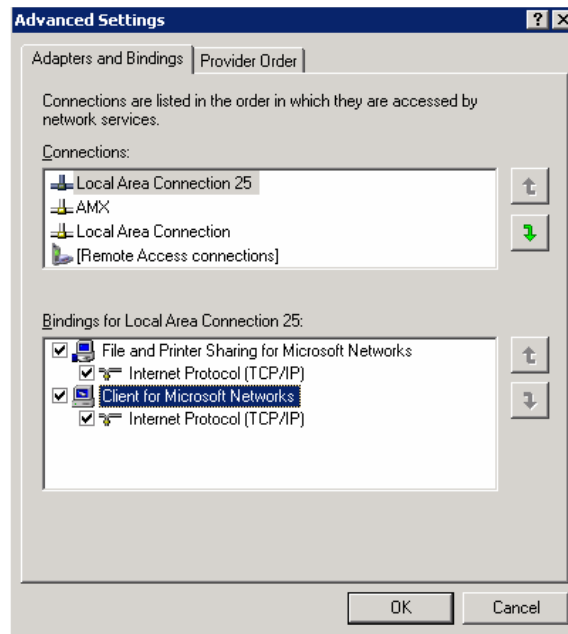 Advanced Settings
Adapters and Bindings
Provider Order
Connections are listed in the order in which they are accessed by
network services.
Connections:
Local Area Connection 25
AMX
Local Area Connection
[Remote Access connections]
Bindings for Local Area Connection 25:
File and Printer Sharing for Microsoft Networks
Internet Protocol (TCP/IP)
Client for Microsoft Networks
Internet Protocol (TCP/IP)
OK
Cancel